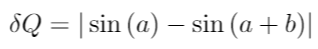 δQ = | sin (a) − sin (a + b)|